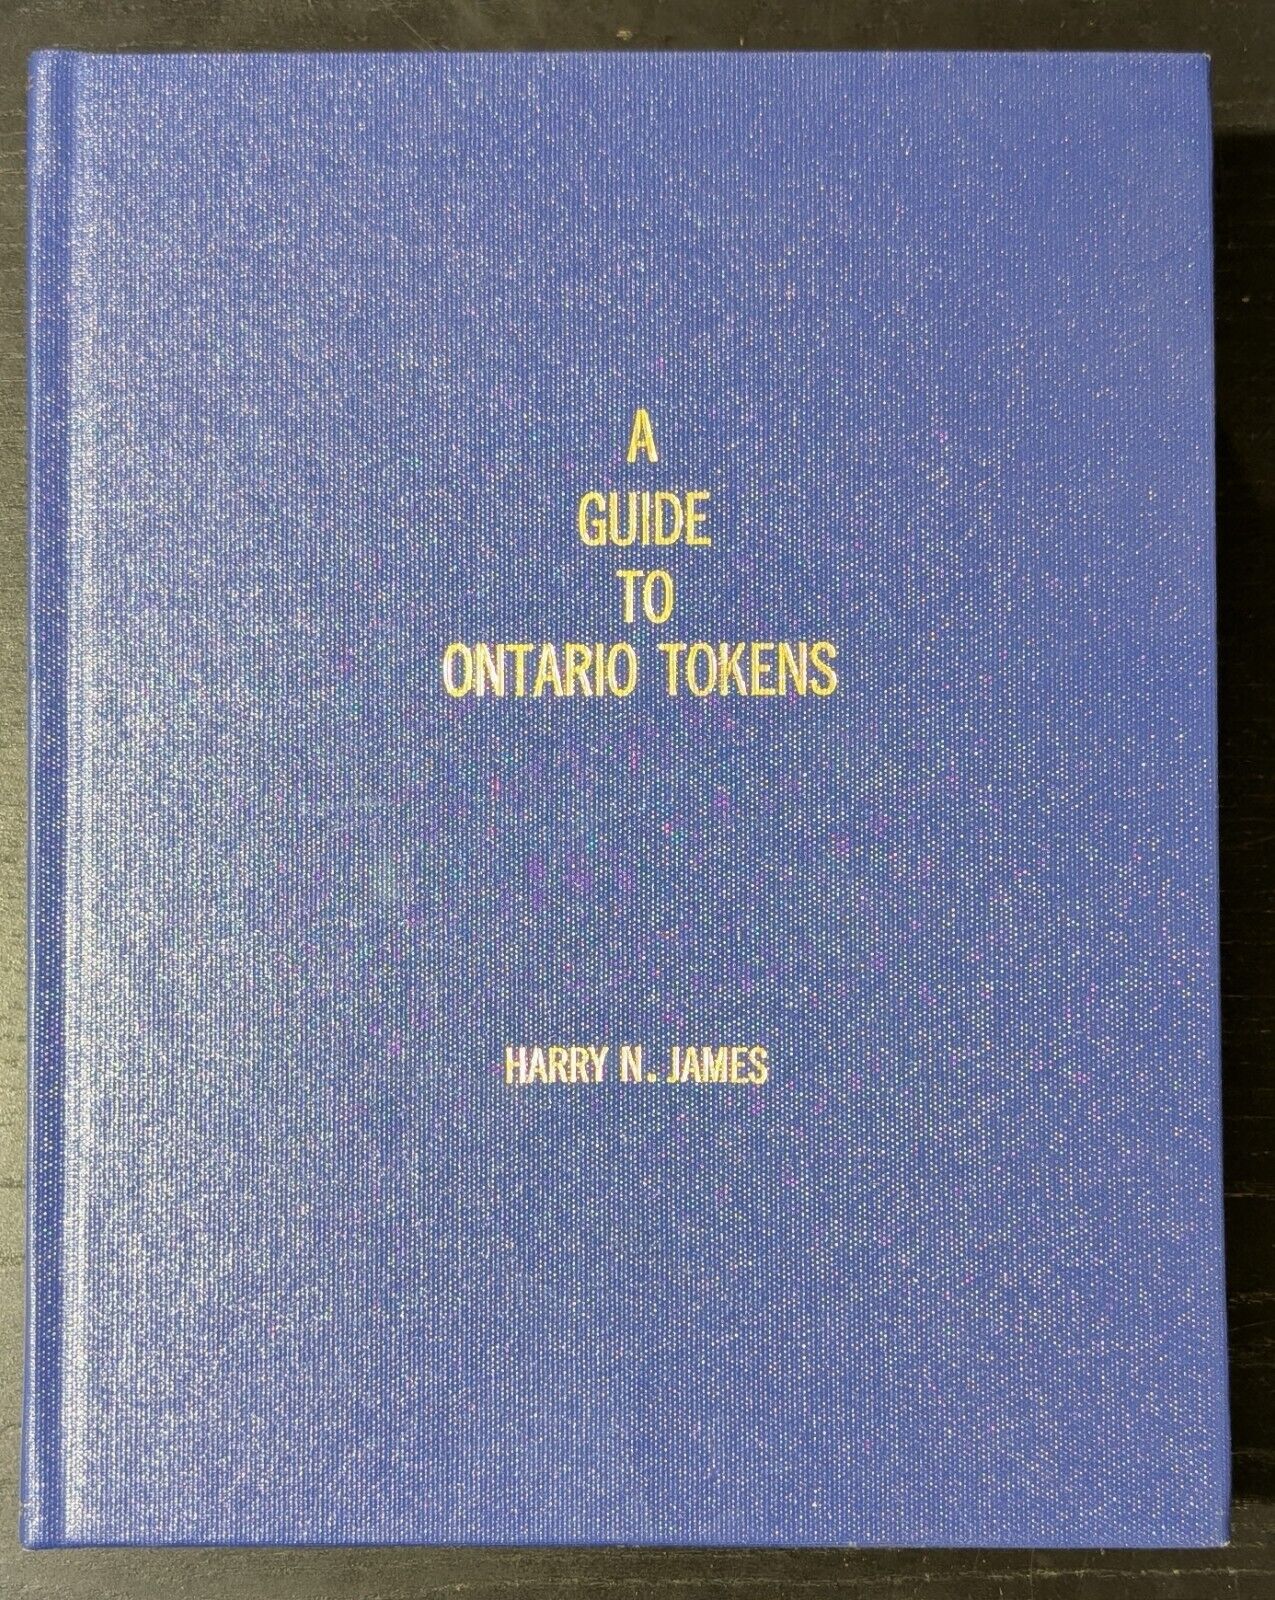 A
GUIDE
TO
ONTARIO TOKENS
HARRY N. JAMES